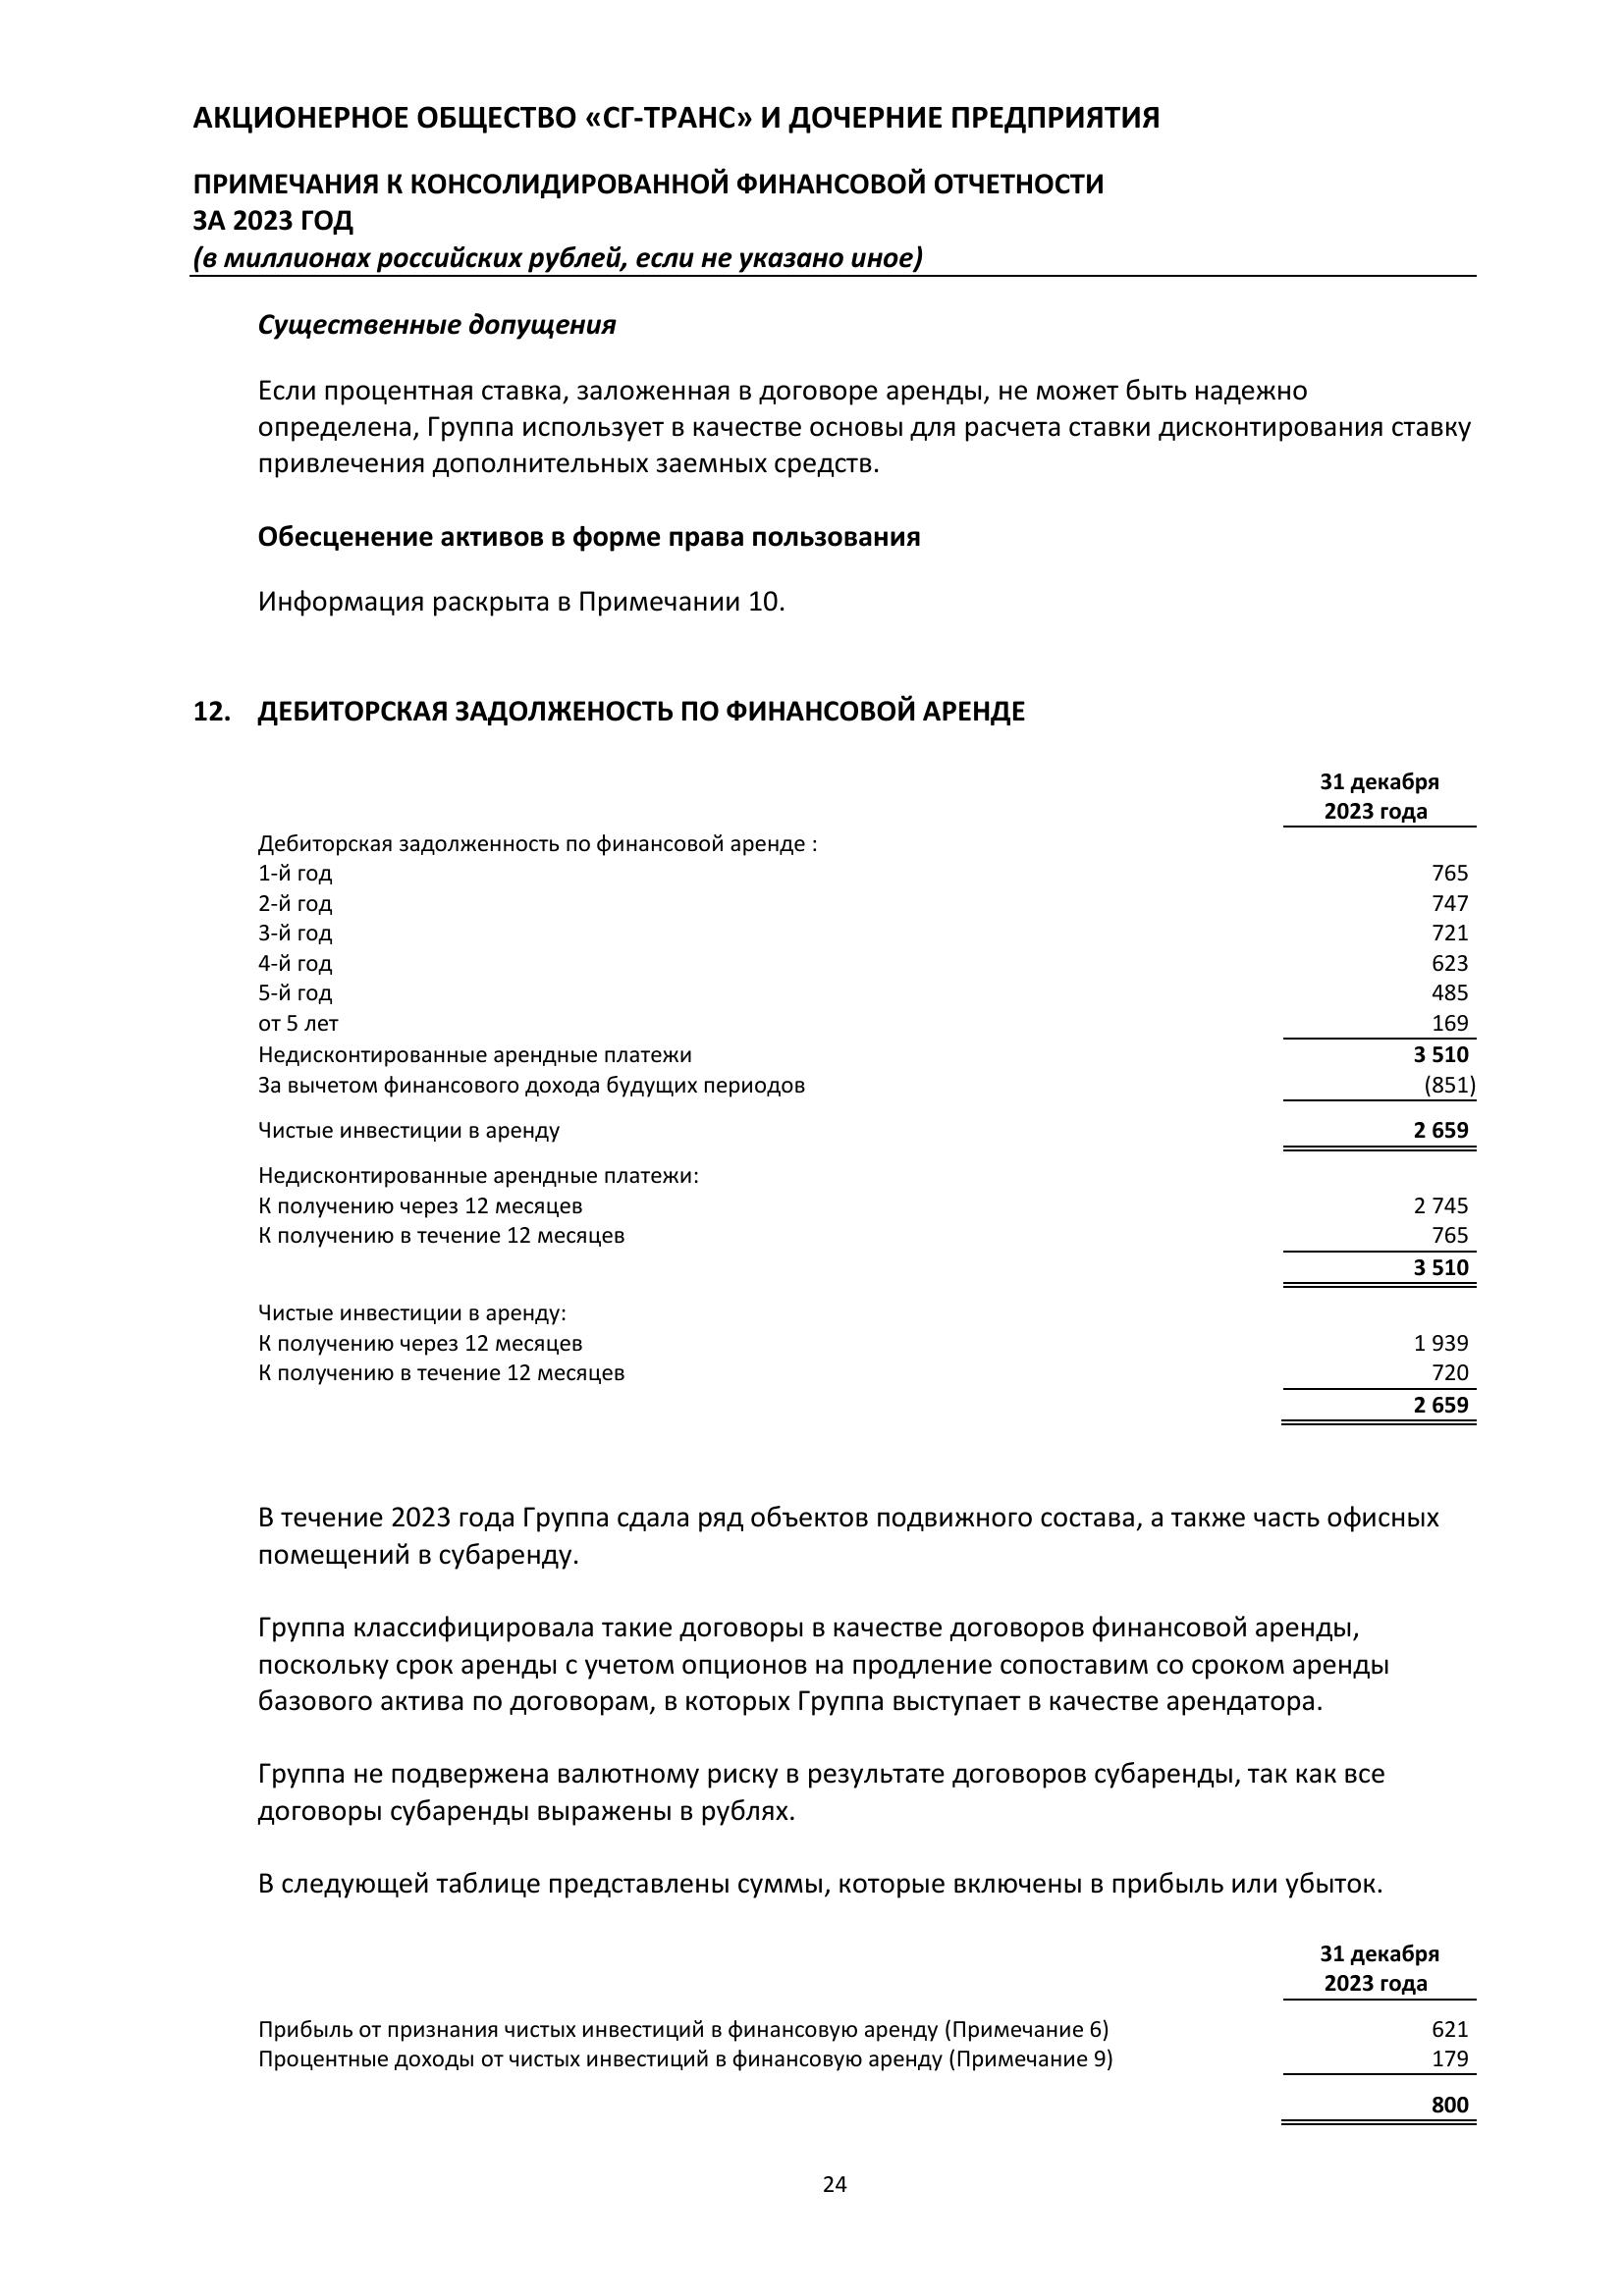 АКЦИОНЕРНОЕ ОБЩЕСТВО «СГ-ТРАНС» И ДОЧЕРНИЕ ПРЕДПРИЯТИЯ
ПРИМЕЧАНИЯ К КОНСОЛИДИРОВАННОЙ ФИНАНСОВОЙ ОТЧЕТНОСТИ
ЗА 2023 ГОД
(в миллионах российских рублей, если не указано иное)
Существенные допущения
Если процентная ставка, заложенная в договоре аренды, не может быть надежно
определена, Группа использует в качестве основы для расчета ставки дисконтирования ставку
привлечения дополнительных заемных средств.
Обесценение активов в форме права пользования
Информация раскрыта в Примечании 10.
12. ДЕБИТОРСКАЯ ЗАДОЛЖЕНОСТЬ ПО ФИНАНСОВОЙ АРЕНДЕ
31 декабря
2023 года
Дебиторская задолженность по финансовой аренде :
1-й год 765
2-й год 747
3-й год 721
4-й год 623
5-й год 485
от 5 лет 169
Недисконтированные арендные платежи 3 510
За вычетом финансового дохода будущих периодов (851)
Чистые инвестиции в аренду 2 659
Недисконтированные арендные платежи:
К получению через 12 месяцев 2 745
К получению в течение 12 месяцев 765
3 510
Чистые инвестиции в аренду:
К получению через 12 месяцев 1 939
К получению в течение 12 месяцев 720
2 659
В течение 2023 года Группа сдала ряд объектов подвижного состава, а также часть офисных
помещений в субаренду.
Группа классифицировала такие договоры в качестве договоров финансовой аренды,
поскольку срок аренды с учетом опционов на продление сопоставим со сроком аренды
базового актива по договорам, в которых Группа выступает в качестве арендатора.
Группа не подвержена валютному риску в результате договоров субаренды, так как все
договоры субаренды выражены в рублях.
В следующей таблице представлены суммы, которые включены в прибыль или убыток.
31 декабря
2023 года
Прибыль от признания чистых инвестиций в финансовую аренду (Примечание 6) 621
Процентные доходы от чистых инвестиций в финансовую аренду (Примечание 9) 179
800
24